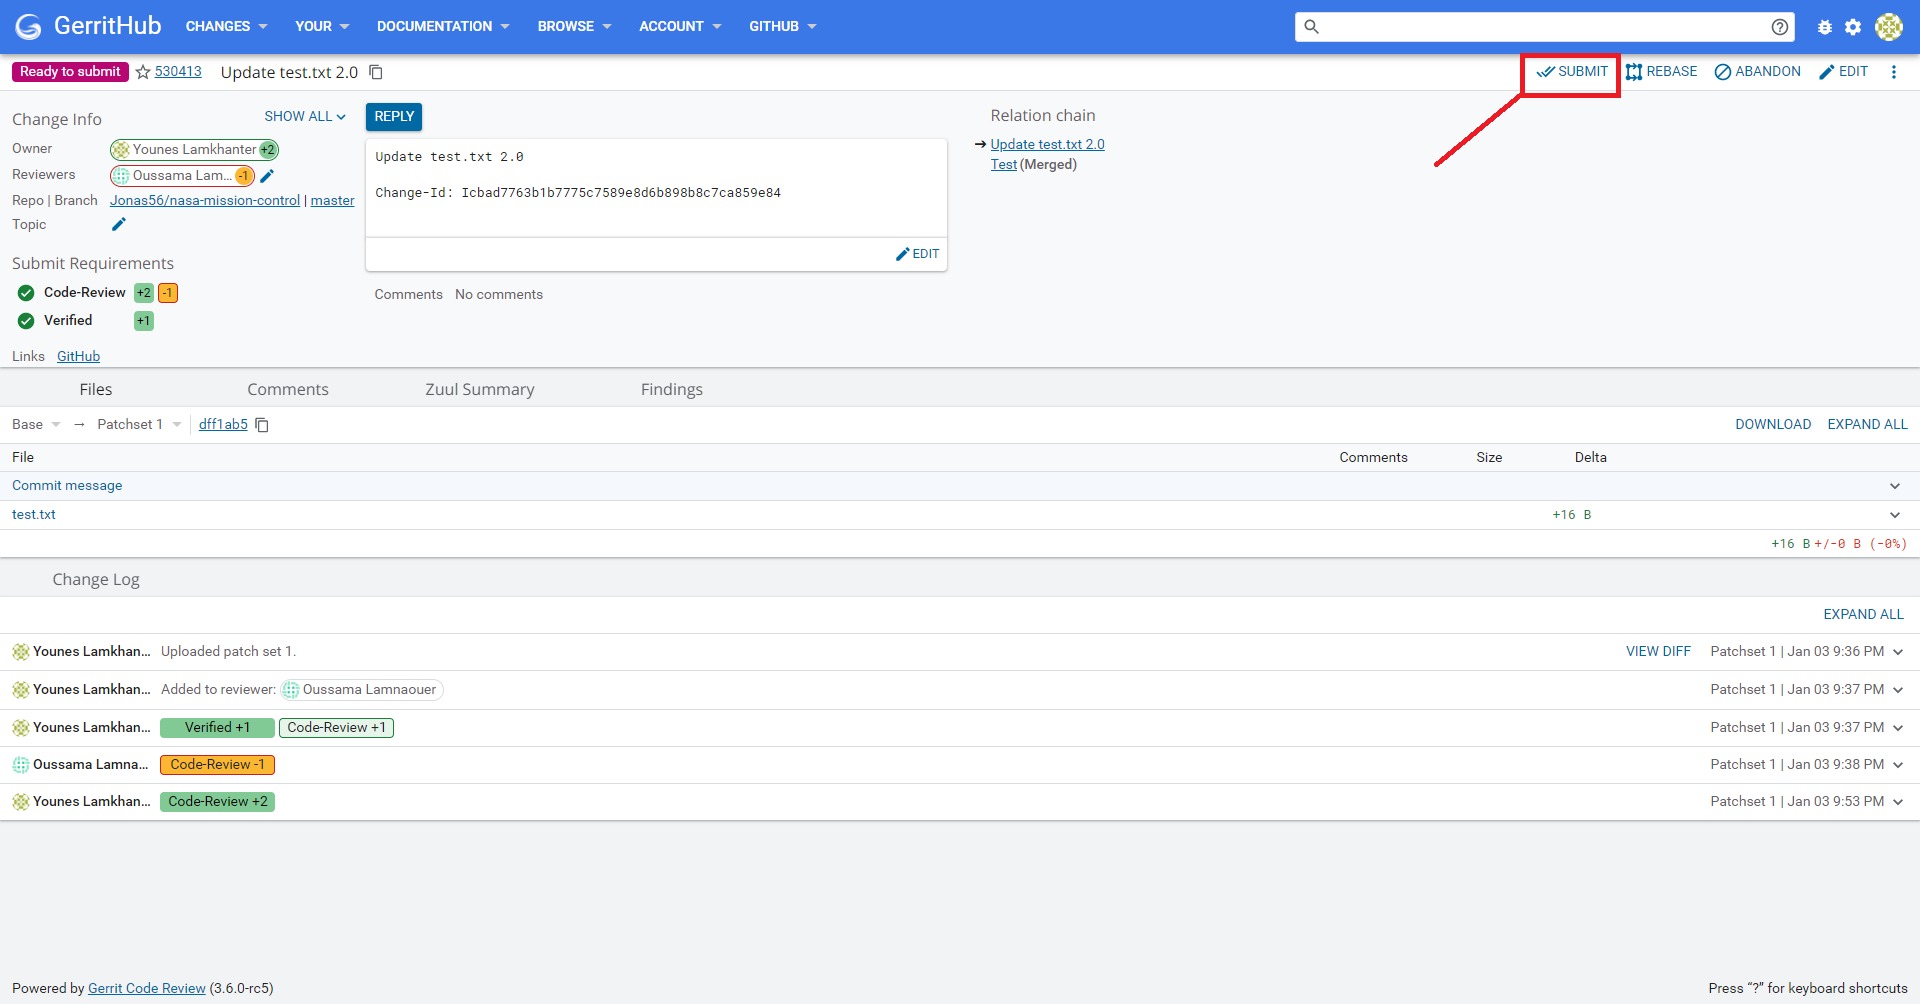 GerritHub CHANGES YOUR DOCUMENTATION BROWSE ACCOUNT GITHUB
Ready to submit 530413 Update test.txt 2.0 SUBMIT REBASE ABANDON EDIT
Change Info SHOW ALL
Owner Younes Lamkhanter +2
Reviewers Oussama Lam... -1
Repo | Branch Jonas56/nasa-mission-control | master
Topic
Submit Requirements
Code-Review +2 -1
Verified +1
Links GitHub
REPLY
Update test.txt 2.0
Change-Id: Icbad7763b1b7775c7589e8d6b898b8c7ca859e84
EDIT
Comments No comments
Relation chain
→ Update test.txt 2.0
Test (Merged)
Files Comments Zuul Summary Findings
Base → Patchset 1 dff1ab5 DOWNLOAD EXPAND ALL
File Comments Size Delta
Commit message
test.txt +16 B
+16 B +/-0 B (-0%)
Change Log
EXPAND ALL
Younes Lamkhan... Uploaded patch set 1. VIEW DIFF Patchset 1 | Jan 03 9:36 PM
Younes Lamkhan... Added to reviewer: Oussama Lamnaouer Patchset 1 | Jan 03 9:37 PM
Younes Lamkhan... Verified +1 Code-Review +1 Patchset 1 | Jan 03 9:37 PM
Oussama Lamna... Code-Review -1 Patchset 1 | Jan 03 9:38 PM
Younes Lamkhan... Code-Review +2 Patchset 1 | Jan 03 9:53 PM
Powered by Gerrit Code Review (3.6.0-rc5) Press “?” for keyboard shortcuts